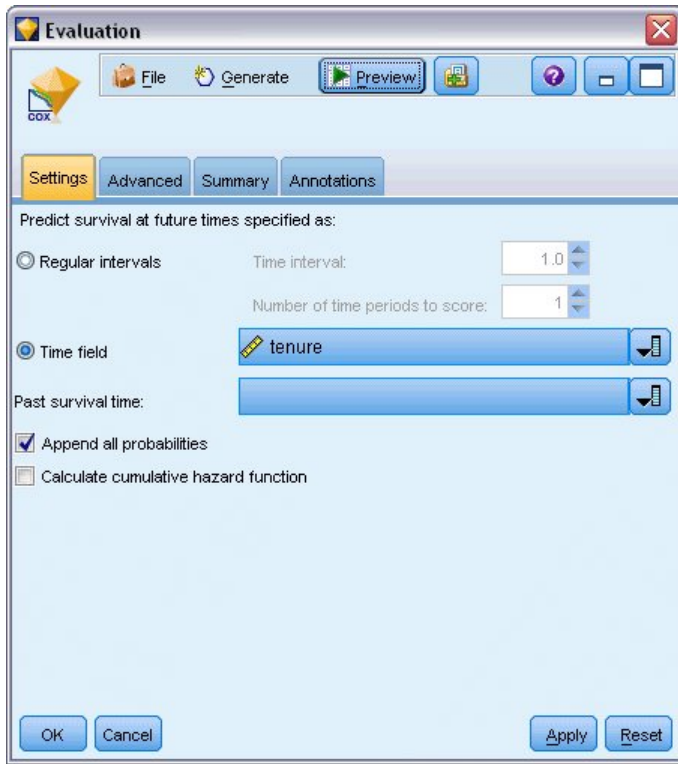 Evaluation
File Generate Preview
COX
Settings Advanced Summary Annotations
Predict survival at future times specified as:
Regular intervals Time interval: 1.0
Number of time periods to score: 1
Time field tenure
Past survival time:
Append all probabilities
Calculate cumulative hazard function
OK Cancel Apply Reset